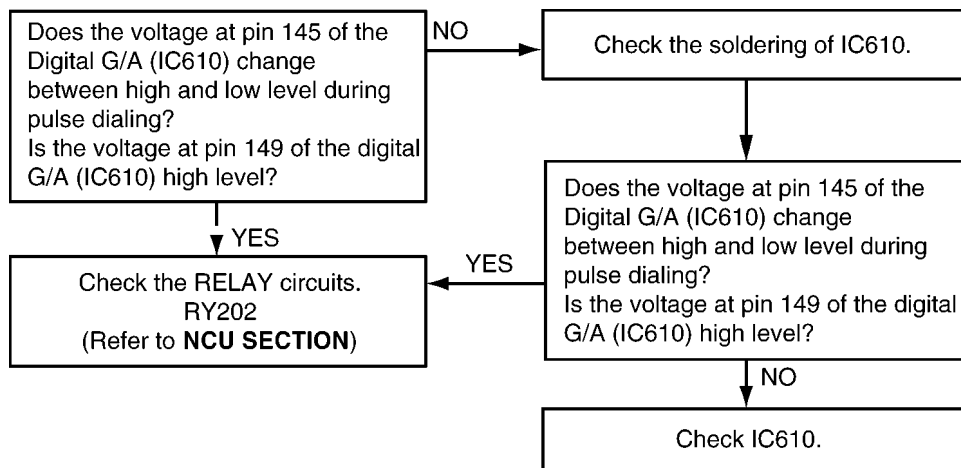 Does the voltage at pin 145 of the
Digital G/A (IC610) change
between high and low level during
pulse dialing?
Is the voltage at pin 149 of the digital
G/A (IC610) high level?
NO
Check the soldering of IC610.
YES
Check the RELAY circuits.
RY202
(Refer to NCU SECTION)
YES
Does the voltage at pin 145 of the
Digital G/A (IC610) change
between high and low level during
pulse dialing?
Is the voltage at pin 149 of the digital
G/A (IC610) high level?
NO
Check IC610.